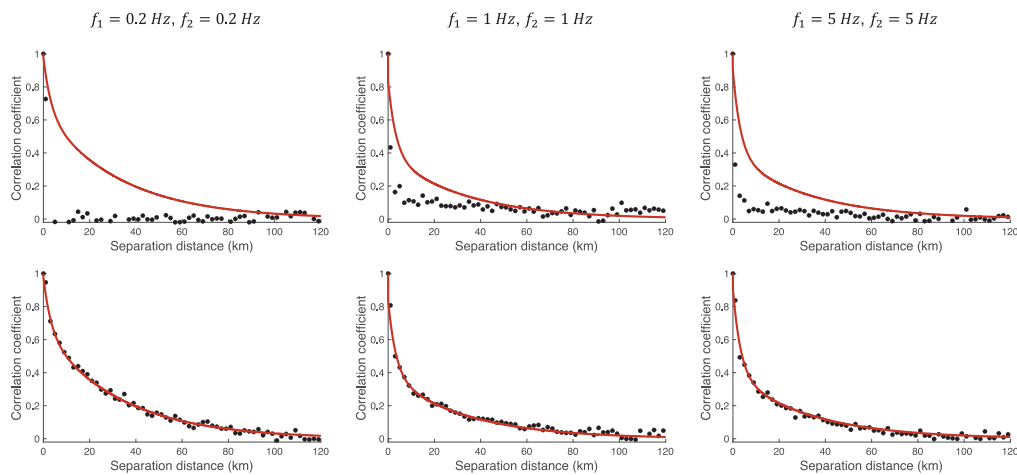 f₁ = 0.2 Hz, f₂ = 0.2 Hz
f₁ = 1 Hz, f₂ = 1 Hz
f₁ = 5 Hz, f₂ = 5 Hz
Correlation coefficient
1
0.8
0.6
0.4
0.2
0
0 20 40 60 80 100 120
Separation distance (km)
Correlation coefficient
1
0.8
0.6
0.4
0.2
0
0 20 40 60 80 100 120
Separation distance (km)
Correlation coefficient
1
0.8
0.6
0.4
0.2
0
0 20 40 60 80 100 120
Separation distance (km)
Correlation coefficient
1
0.8
0.6
0.4
0.2
0
0 20 40 60 80 100 120
Separation distance (km)
Correlation coefficient
1
0.8
0.6
0.4
0.2
0
0 20 40 60 80 100 120
Separation distance (km)
Correlation coefficient
1
0.8
0.6
0.4
0.2
0
0 20 40 60 80 100 120
Separation distance (km)